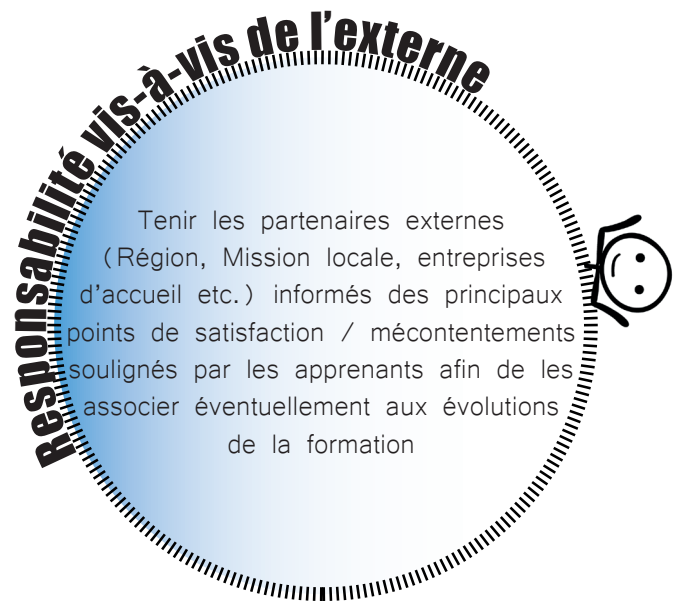 Responsabilité vis-à-vis de l’externe
Tenir les partenaires externes
(Région, Mission locale, entreprises
d’accueil etc.) informés des principaux
points de satisfaction / mécontentements
soulignés par les apprenants afin de les
associer éventuellement aux évolutions
de la formation